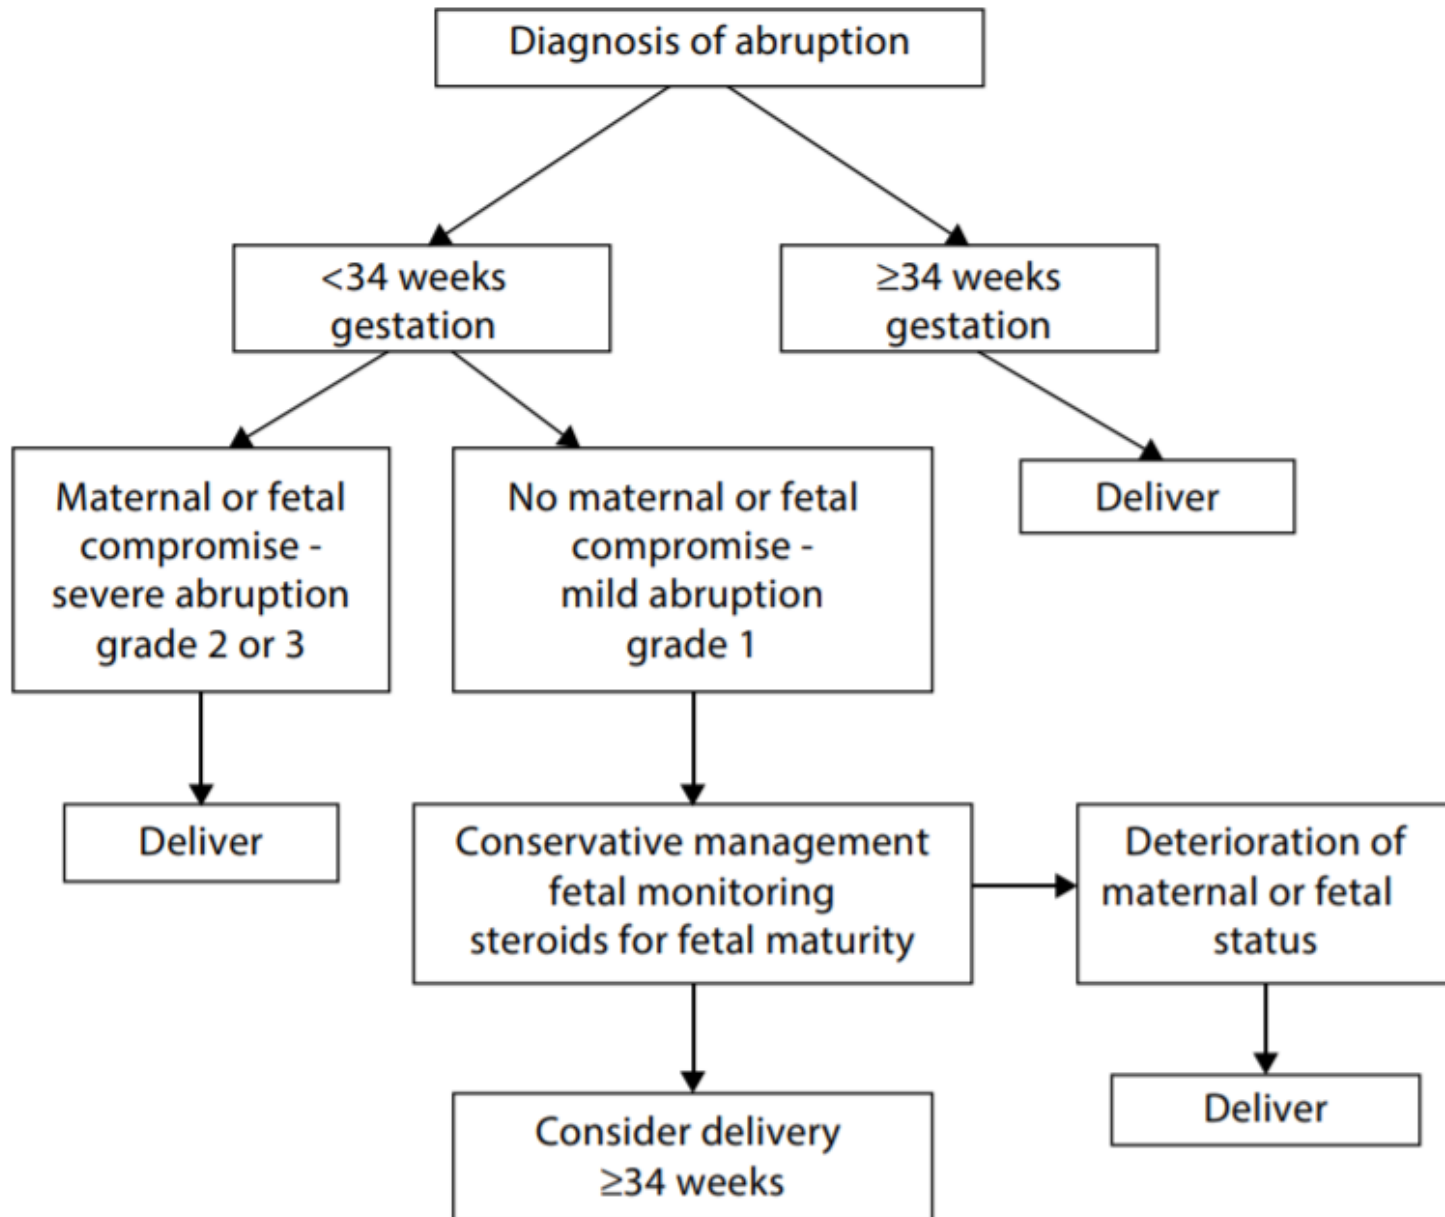 Diagnosis of abruption
<34 weeks
gestation
≥34 weeks
gestation
Maternal or fetal
compromise -
severe abruption
grade 2 or 3
No maternal or fetal
compromise -
mild abruption
grade 1
Deliver
Deliver
Conservative management
fetal monitoring
steroids for fetal maturity
Deterioration of
maternal or fetal
status
Consider delivery
≥34 weeks
Deliver